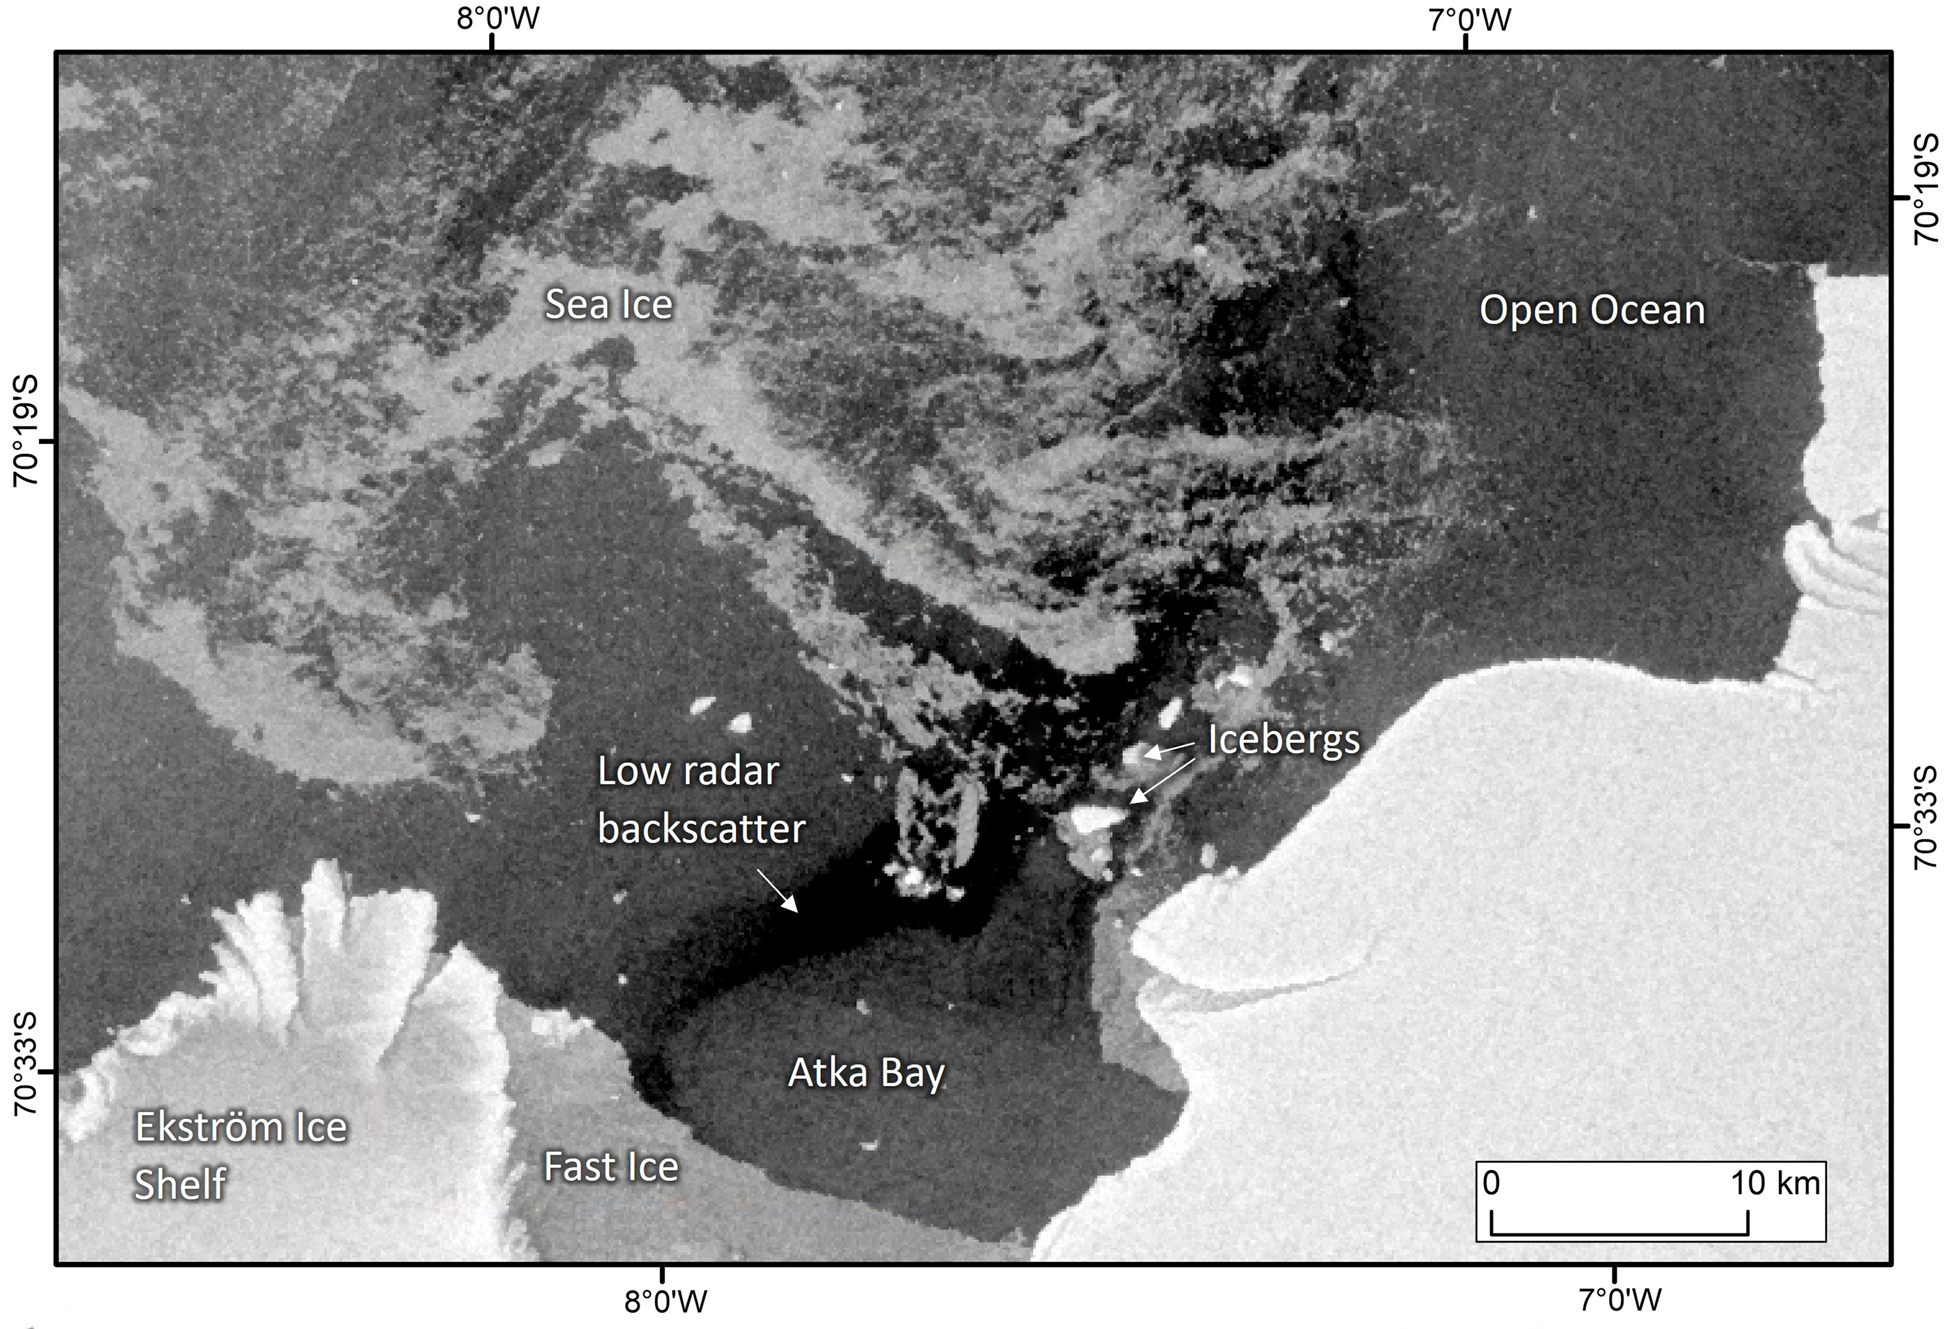 8°0'W 7°0'W
70°19'S
Sea Ice
Open Ocean
70°19'S
Icebergs
Low radar
backscatter
70°33'S
70°33'S
Atka Bay
Ekström Ice
Shelf
Fast Ice
0 10 km
8°0'W 7°0'W